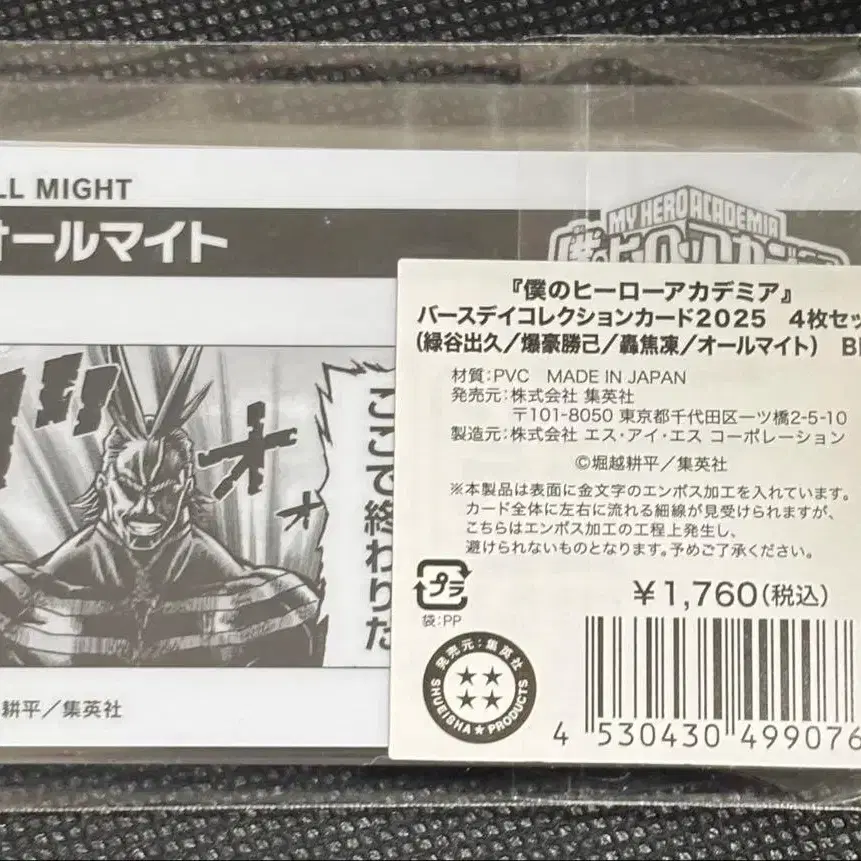 LL MIGHT
オールマイト
MY HERO ACADEMIA
『僕のヒーローアカデミア』
バースデイコレクションカード2025 4枚セッ
(緑谷出久/爆豪勝己/轟焦凍/オールマイト) B
材質:PVC MADE IN JAPAN
発売元:株式会社 集英社
〒101-8050 東京都千代田区一ツ橋2-5-10
製造元:株式会社 エス・アイ・エス コーポレーション
©堀越耕平/集英社
※本製品は表面に金文字のエンボス加工を入れています。
カード全体に左右に流れる細線が見受けられますが、
こちらはエンボス加工の工程上発生し、
避けられないものとなります。予めご了承ください。
プラ
袋:PP
¥1,760(税込)
発売元:集英社
SHUEISHA★PRODUCTS
4 530430 499076
オオ
ここで終わりだ
耕平/集英社